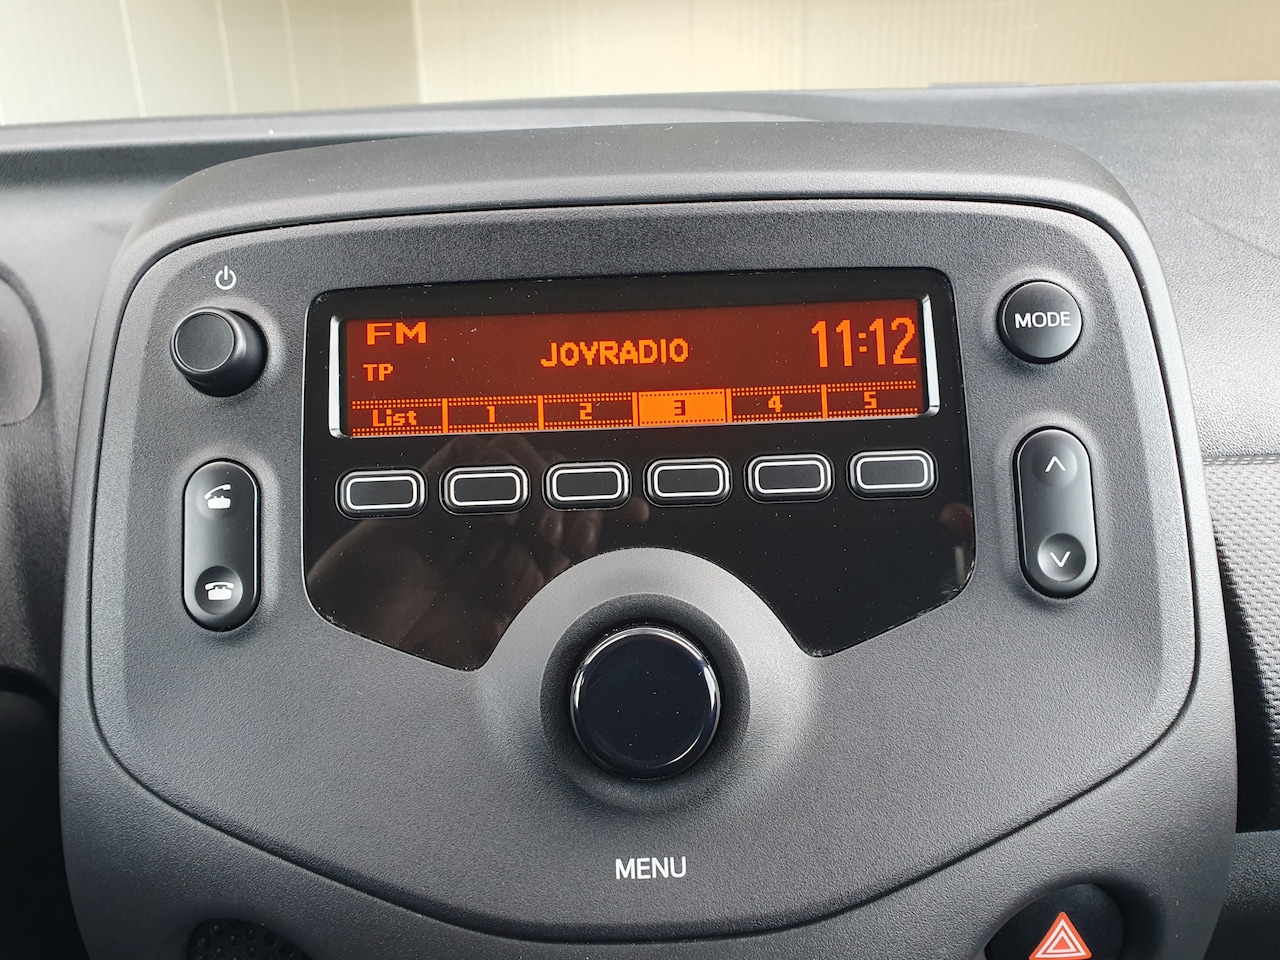 FM
JOYRADIO
11:12
TP
List 1 2 3 4 5
MODE
MENU